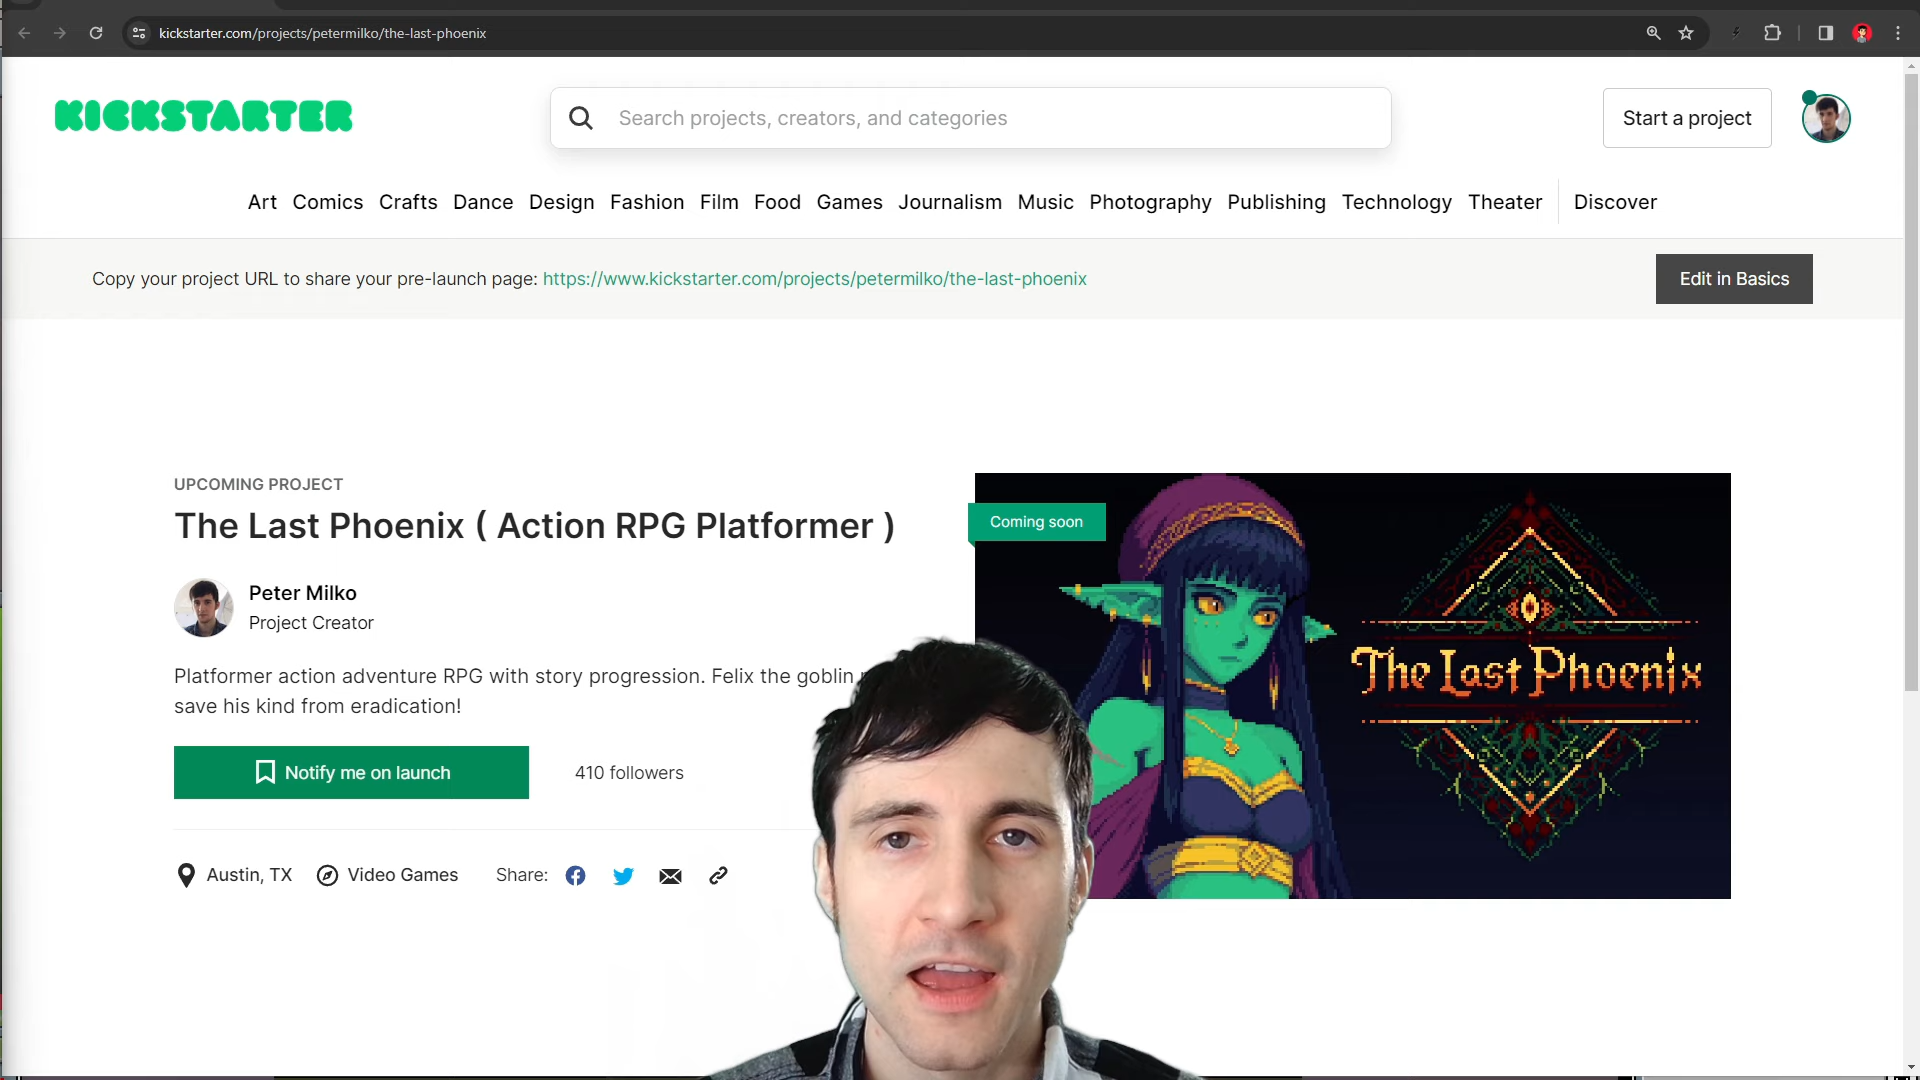 kickstarter.com/projects/petermilko/the-last-phoenix
KICKSTARTER
Search projects, creators, and categories
Start a project
Art Comics Crafts Dance Design Fashion Film Food Games Journalism Music Photography Publishing Technology Theater Discover
Copy your project URL to share your pre-launch page: https://www.kickstarter.com/projects/petermilko/the-last-phoenix
Edit in Basics
UPCOMING PROJECT
The Last Phoenix ( Action RPG Platformer )
Peter Milko
Project Creator
Platformer action adventure RPG with story progression. Felix the goblin
save his kind from eradication!
Notify me on launch
410 followers
Austin, TX Video Games Share:
Coming soon
The Last Phoenix